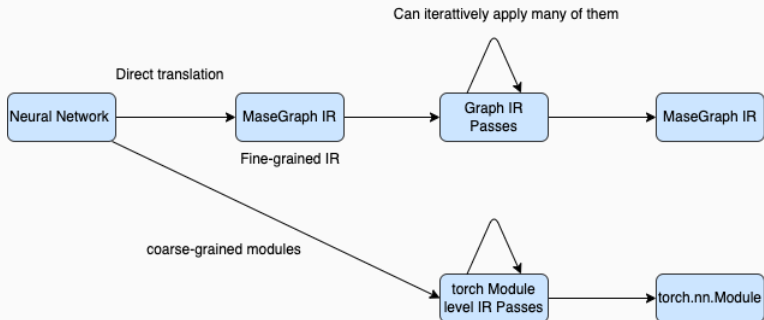 Can iterattively apply many of them
Direct translation
Neural Network
MaseGraph IR
Graph IR
Passes
MaseGraph IR
Fine-grained IR
coarse-grained modules
torch Module
level IR Passes
torch.nn.Module